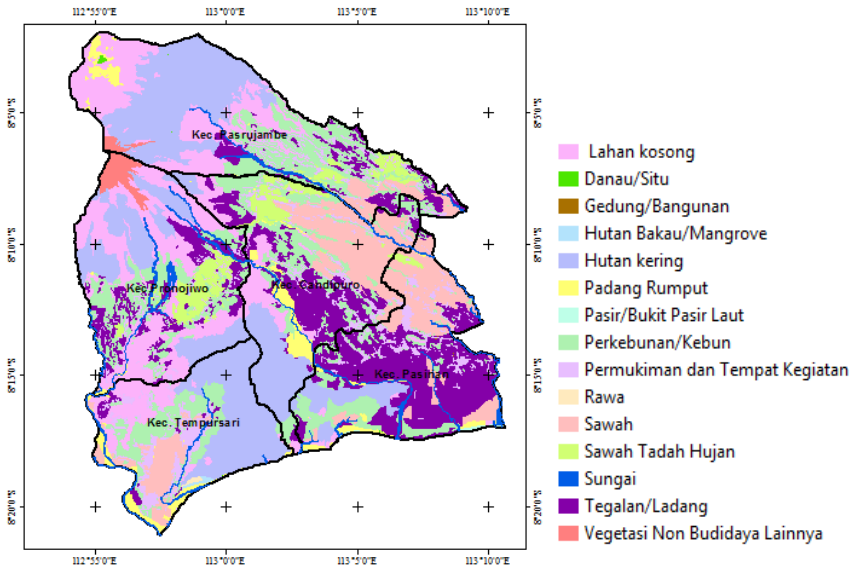 112°55'0"E 113°0'0"E 113°5'0"E 113°10'0"E
8°5'0"S 8°5'0"S
Kec. Pasrujambe
8°10'0"S 8°10'0"S
Kec. Pronojiwo
Kec. Candipuro
8°15'0"S 8°15'0"S
Kec. Pasirian
Kec. Tempursari
8°20'0"S 8°20'0"S
112°55'0"E 113°0'0"E 113°5'0"E 113°10'0"E
Lahan kosong
Danau/Situ
Gedung/Bangunan
Hutan Bakau/Mangrove
Hutan kering
Padang Rumput
Pasir/Bukit Pasir Laut
Perkebunan/Kebun
Permukiman dan Tempat Kegiatan
Rawa
Sawah
Sawah Tadah Hujan
Sungai
Tegalan/Ladang
Vegetasi Non Budidaya Lainnya